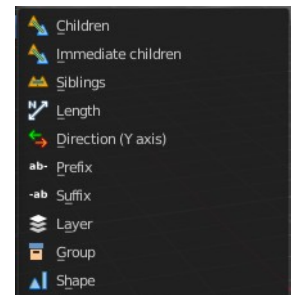 Children
Immediate children
Siblings
N Length
Direction (Y axis)
ab- Prefix
-ab Suffix
Layer
Group
Shape